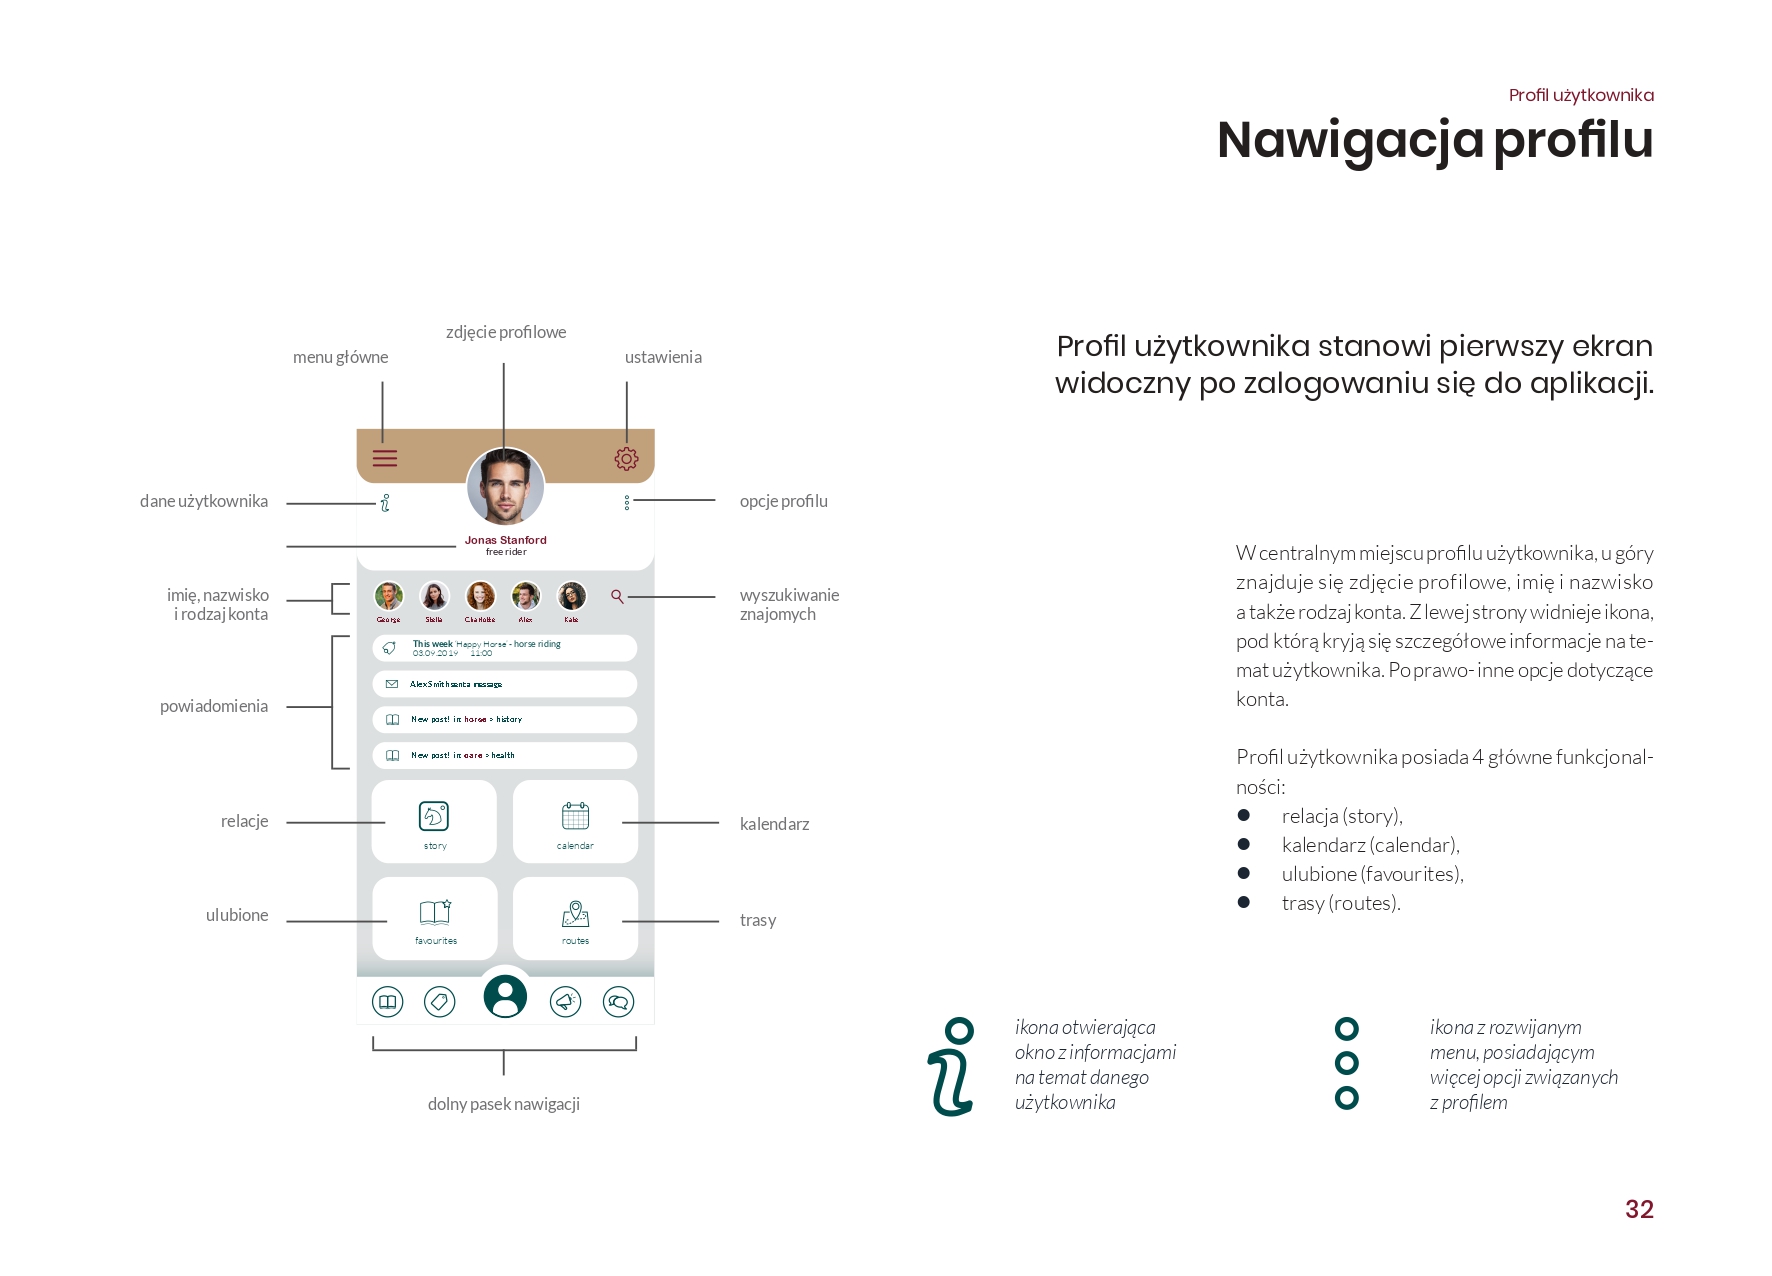 Profil użytkownika
Nawigacja profilu
zdjęcie profilowe
menu główne
ustawienia
dane użytkownika
opcje profilu
Jonas Stanford
free rider
imię, nazwisko
i rodzaj konta
wyszukiwanie
znajomych
George
Stella
Charlotte
Alex
Kate
This week 'Happy Horse' - horse riding
03.09.2019 11:00
Alex Smith senta message
New post! in: horse > history
New post! in: care > health
powiadomienia
relacje
story
calendar
kalendarz
ulubione
favourites
routes
trasy
dolny pasek nawigacji
Profil użytkownika stanowi pierwszy ekran
widoczny po zalogowaniu się do aplikacji.
W centralnym miejscu profilu użytkownika, u góry
znajduje się zdjęcie profilowe, imię i nazwisko
a także rodzaj konta. Z lewej strony widnieje ikona,
pod którą kryją się szczegółowe informacje na te-
mat użytkownika. Po prawo- inne opcje dotyczące
konta.
Profil użytkownika posiada 4 główne funkcjonal-
ności:
● relacja (story),
● kalendarz (calendar),
● ulubione (favourites),
● trasy (routes).
ikona otwierająca
okno z informacjami
na temat danego
użytkownika
ikona z rozwijanym
menu, posiadającym
więcej opcji związanych
z profilem
32